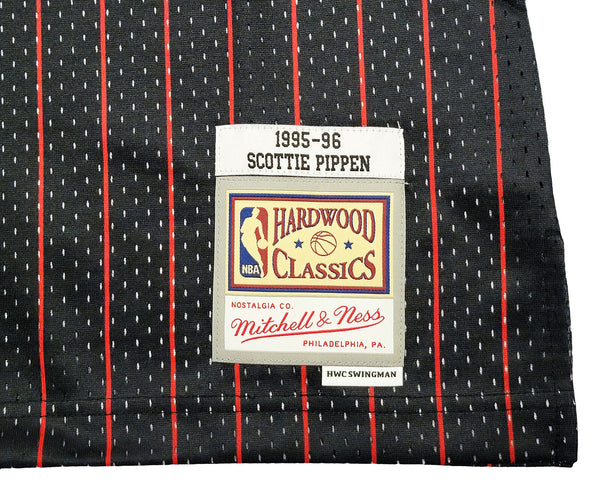 1995-96
SCOTTIE PIPPEN
HARDWOOD
CLASSICS
NBA
NOSTALGIA CO.
Mitchell & Ness
PHILADELPHIA, PA.
HWC SWINGMAN